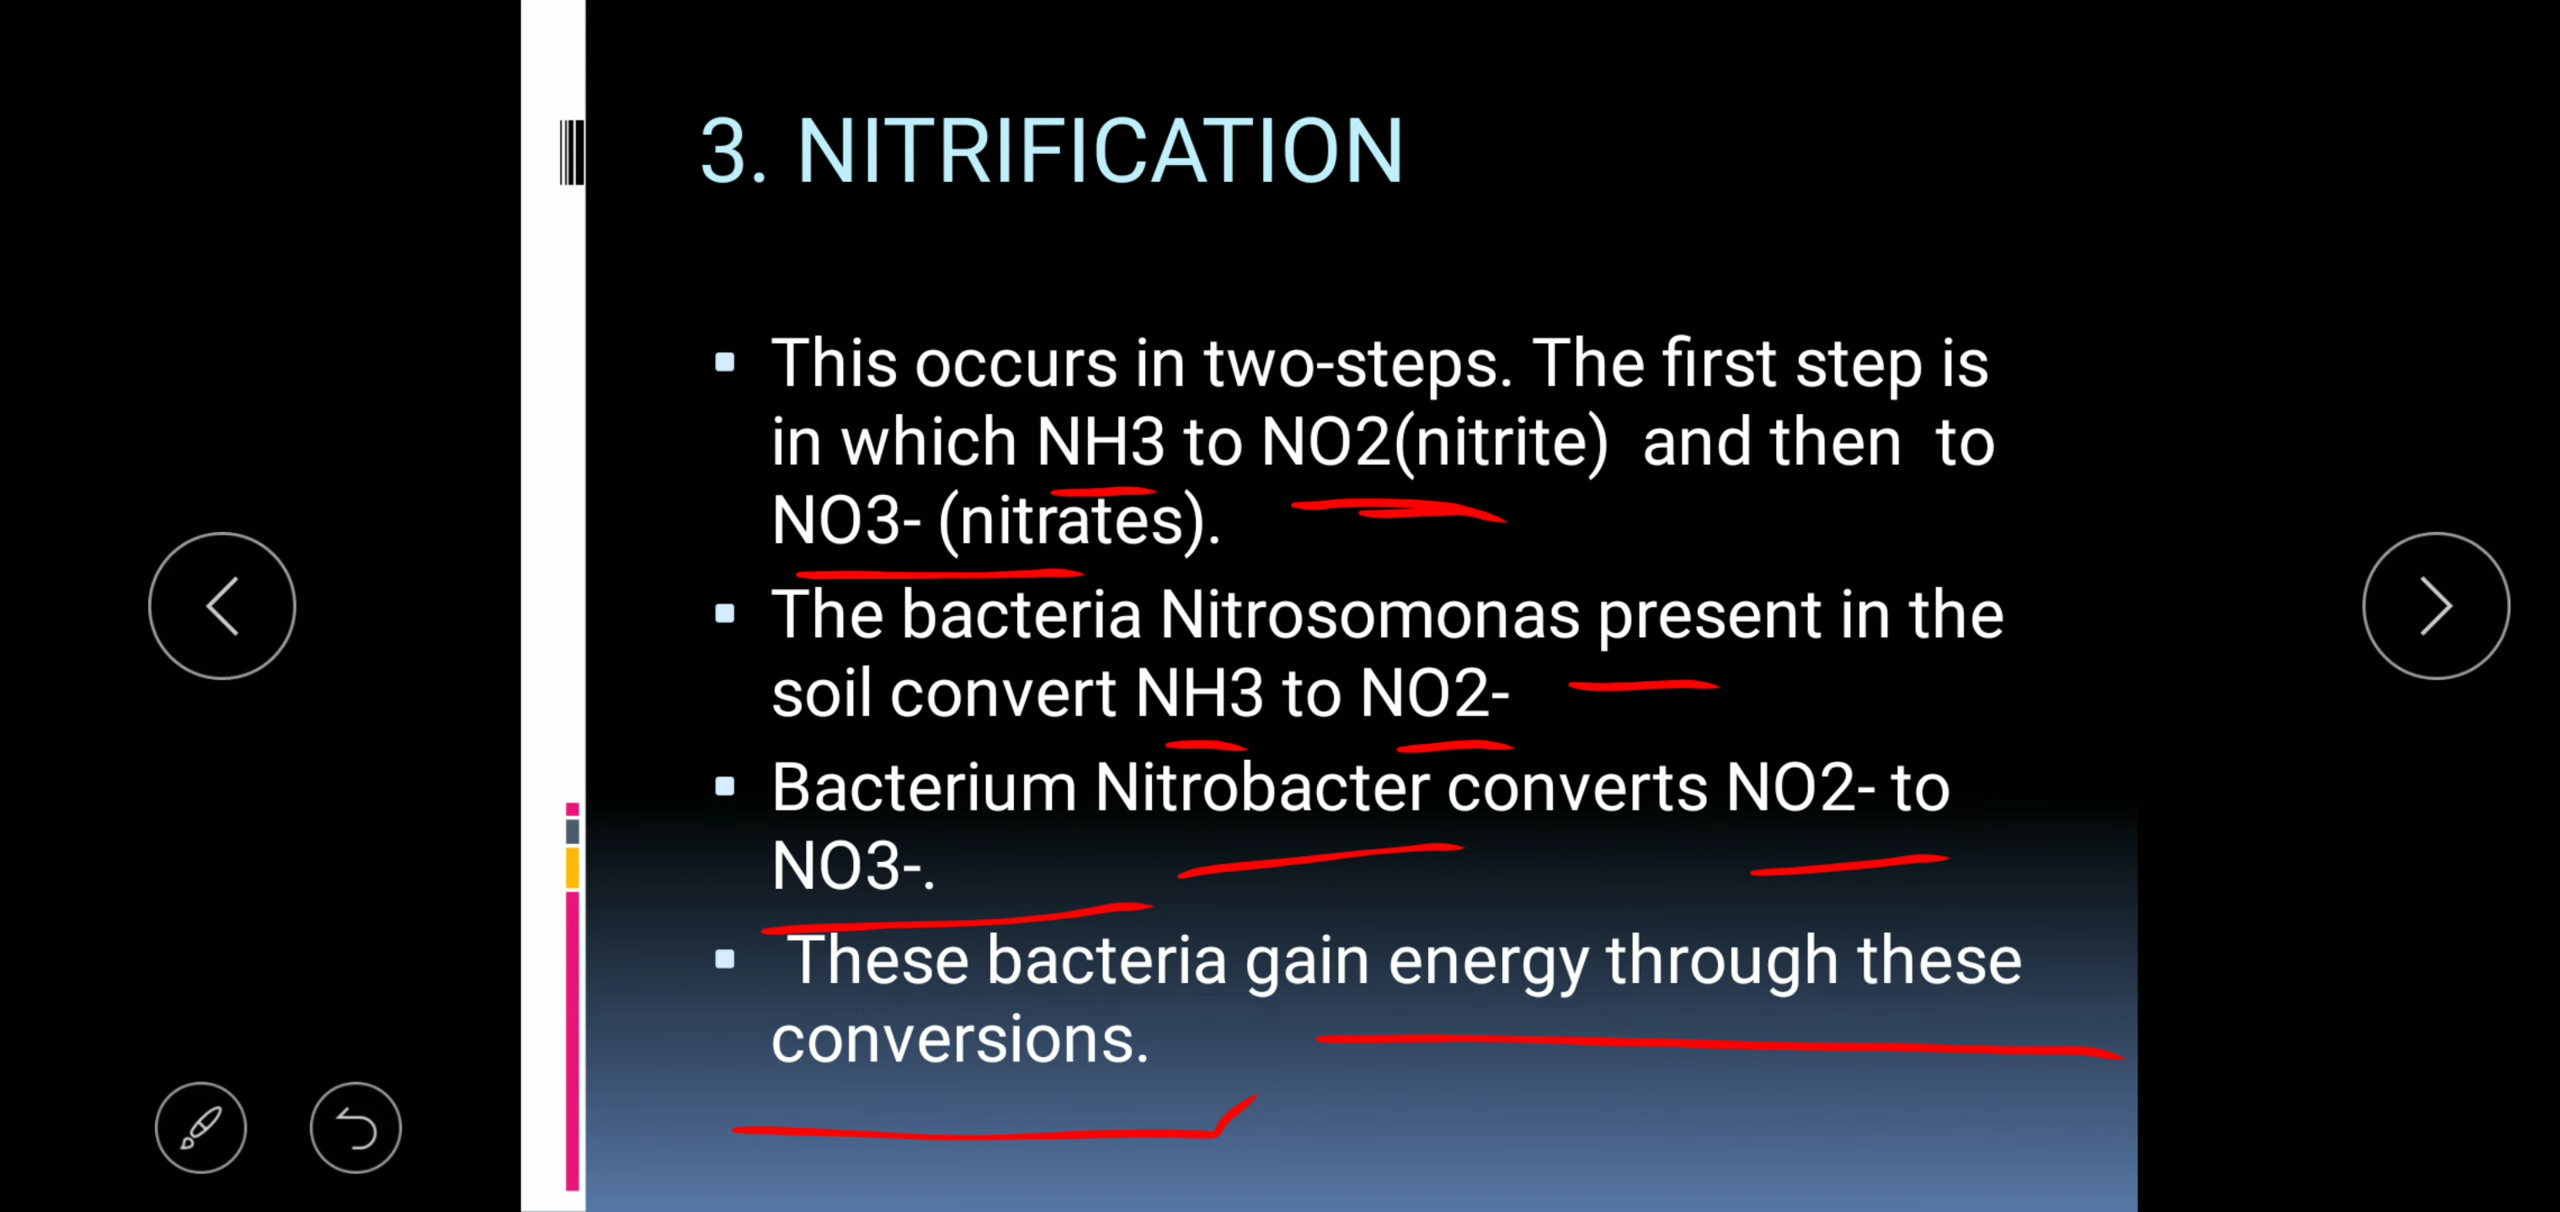 3. NITRIFICATION
This occurs in two-steps. The first step is
in which NH3 to NO2(nitrite) and then to
NO3- (nitrates).
The bacteria Nitrosomonas present in the
soil convert NH3 to NO2-
Bacterium Nitrobacter converts NO2- to
NO3-.
These bacteria gain energy through these
conversions.